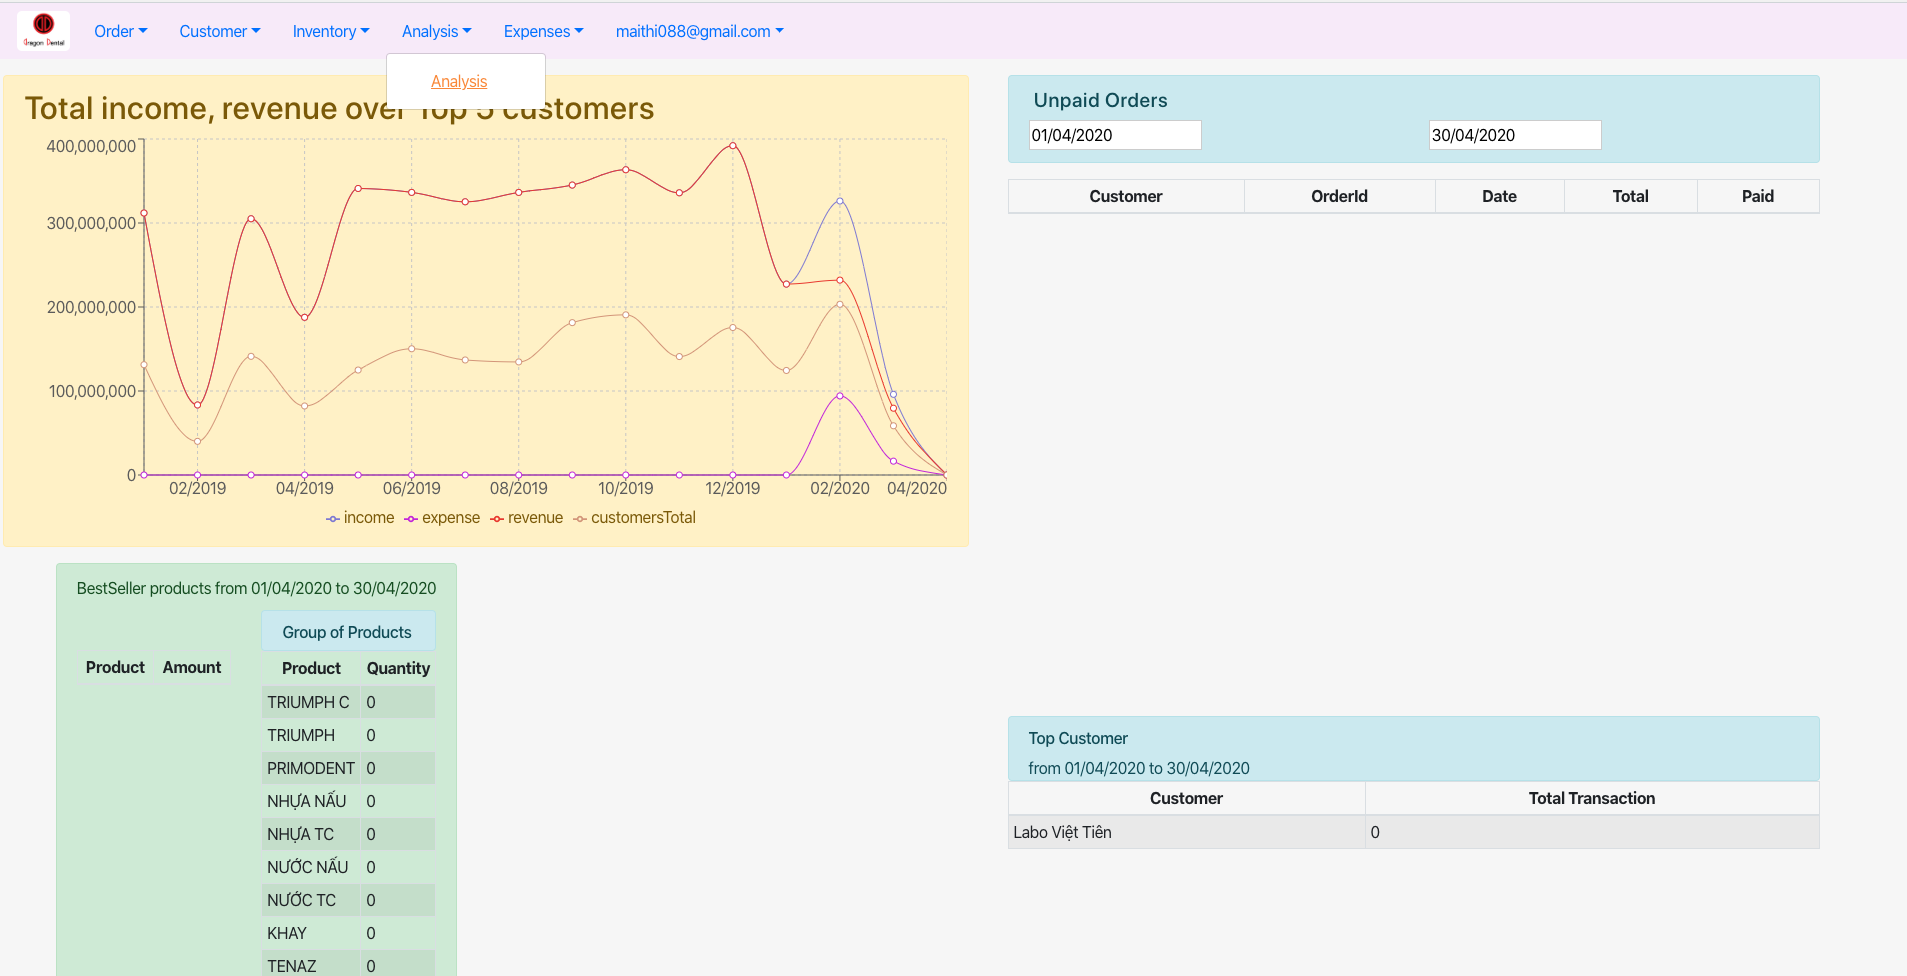 Dragon Dental
Order Customer Inventory Analysis Expenses maithi088@gmail.com
Analysis
Total income, revenue over Top 5 customers
400,000,000
300,000,000
200,000,000
100,000,000
0
02/2019 04/2019 06/2019 08/2019 10/2019 12/2019 02/2020 04/2020
income expense revenue customersTotal
Unpaid Orders
01/04/2020 30/04/2020
Customer OrderId Date Total Paid
BestSeller products from 01/04/2020 to 30/04/2020
Product Amount
Group of Products
Product Quantity
TRIUMPH C 0
TRIUMPH 0
PRIMODENT 0
NHỰA NẤU 0
NHỰA TC 0
NƯỚC NẤU 0
NƯỚC TC 0
KHAY 0
TENAZ 0
Top Customer
from 01/04/2020 to 30/04/2020
Customer Total Transaction
Labo Việt Tiên 0